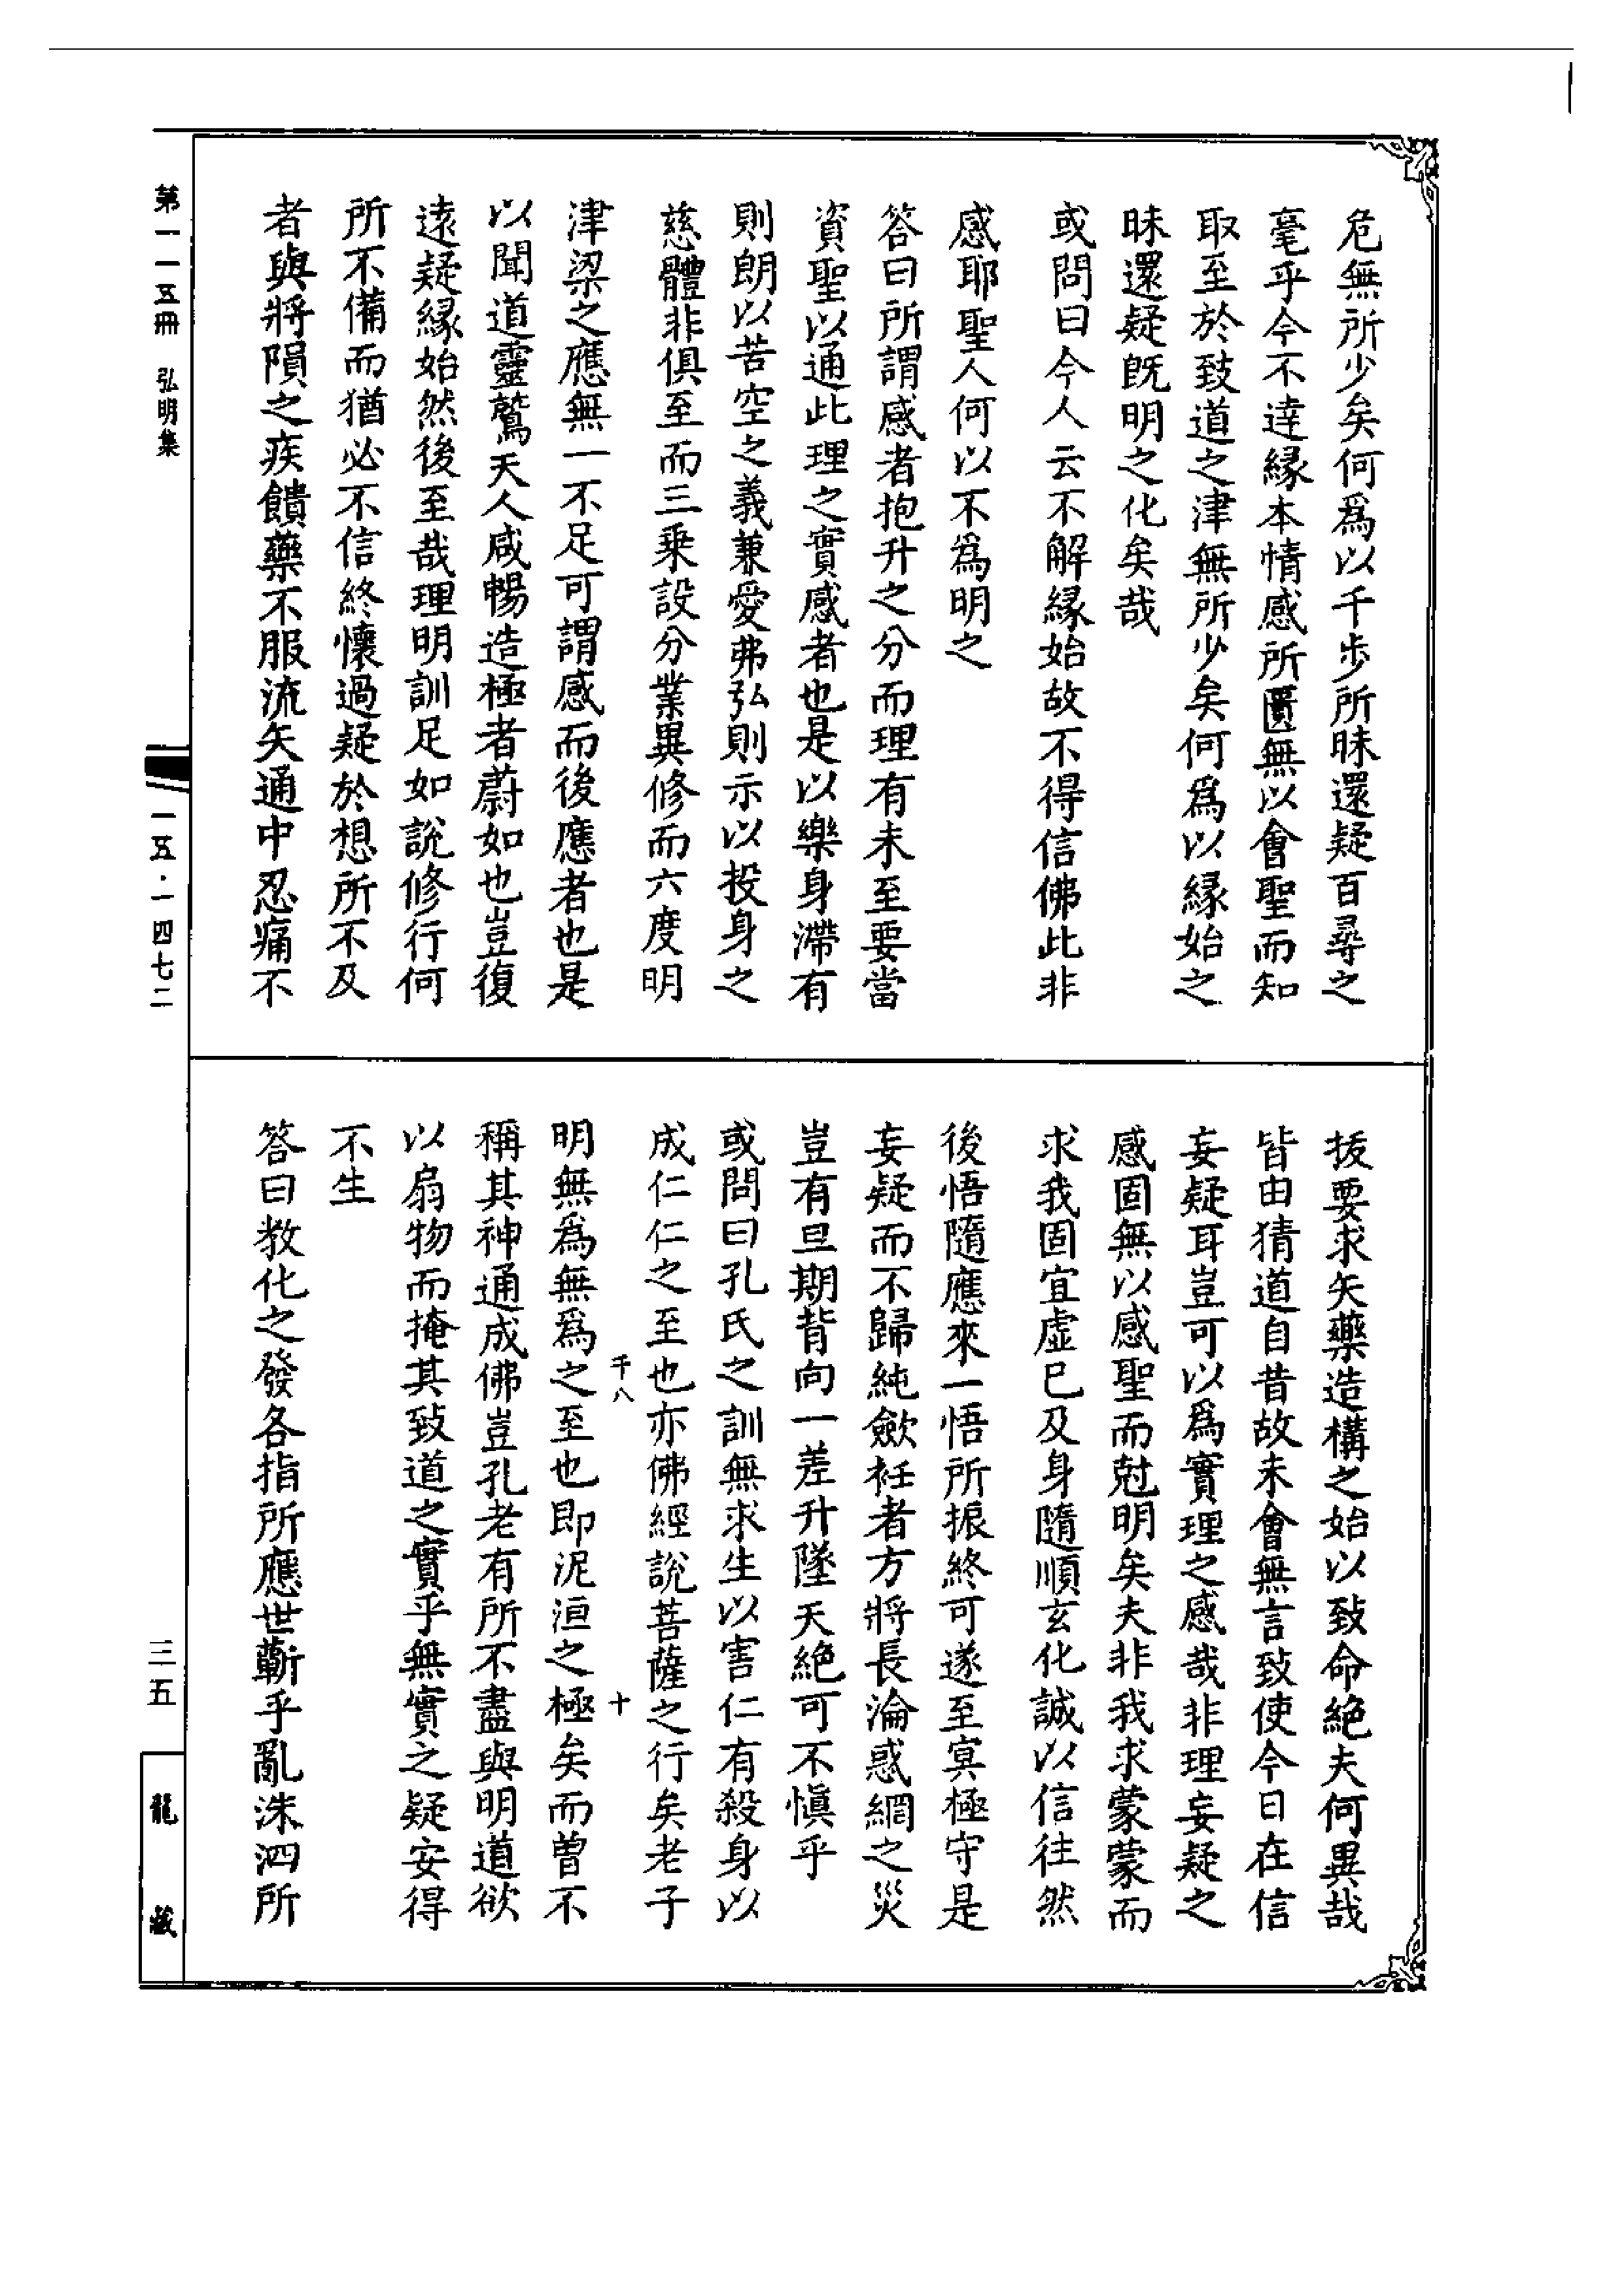 危無所少矣何爲以千步所昧還疑百尋之
毫乎今不達緣本情感所匱無以會聖而知
取至於致道之津無所少矣何爲以緣始之
昧還疑旣明之化矣哉
或問曰今人云不解緣始故不得信佛此非
感耶聖人何以不爲明之
答曰所謂感者抱升之分而理有未至要當
資聖以通此理之實感者也是以樂身滯有
則朗以苦空之義兼愛弗弘則示以投身之
慈體非俱至而三乘設分業異修而六度明
津梁之應無一不足可謂感而後應者也是
以聞道靈鷲天人咸暢造極者蔚如也豈復
遠疑緣始然後至哉理明訓足如說修行何
所不備而猶必不信終懷過疑於想所不及
者與將隕之疾饋藥不服流矢通中忍痛不
拔要求矢藥造構之始以致命絕夫何異哉
皆由猜道自昔故未會無言致使今日在信
妄疑耳豈可以爲實理之感哉非理妄疑之
感固無以感聖而尅明矣夫非我求蒙蒙而
求我固宜虛已及身隨順玄化誠以信往然
後悟隨應來一悟所振終可遂至㝠極守是
妄疑而不歸純歛衽者方將長淪惑網之災
豈有旦期背向一差升墜天絕可不愼乎
或問曰孔氏之訓無求生以害仁有殺身以
成仁仁之至也亦佛經說菩薩之行矣老子
明無爲無爲之至也即泥洹之極矣而曾不
稱其神通成佛豈孔老有所不盡與明道欲
以扇物而掩其致道之實乎無實之疑安得
不生
答曰教化之發各指所應世蘄乎亂洙泗所
千八
十
第一一五冊　弘明集
一五·一四七二
三五
龍藏